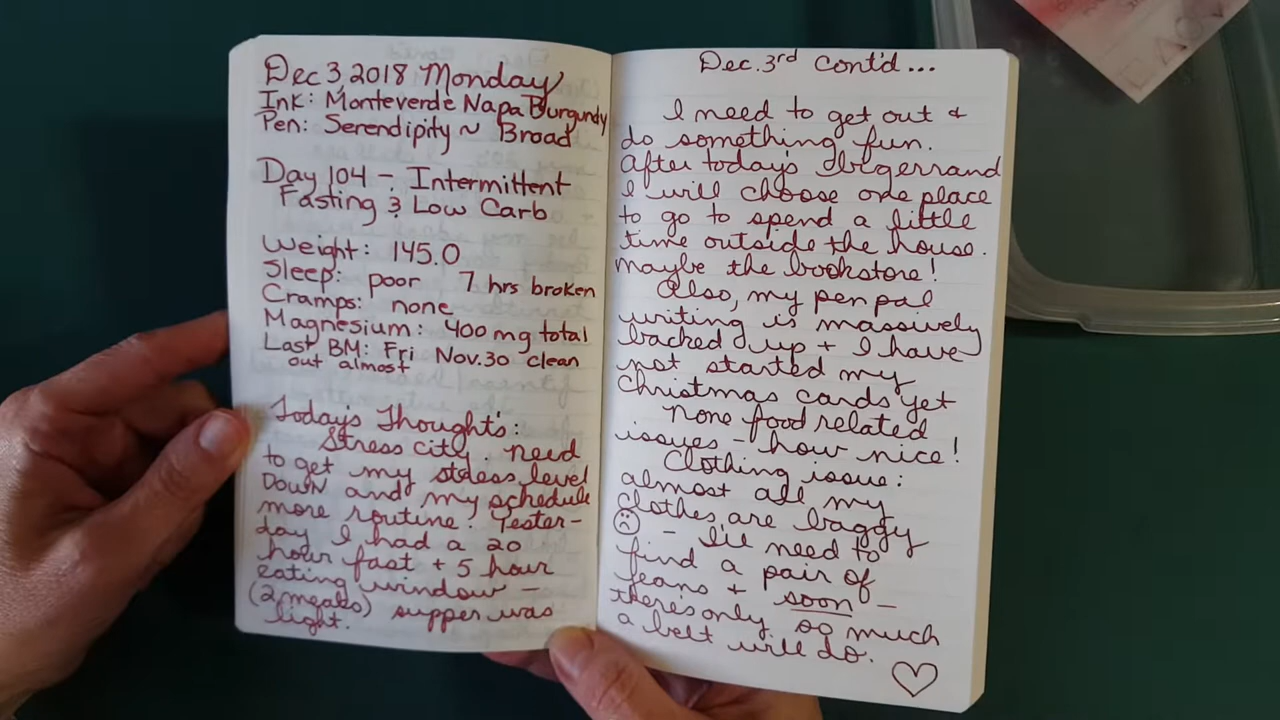 Dec 3, 2018 Monday
Ink: Monteverde Napa Burgundy
Pen: Serendipity ~ Broad
Day 104 - Intermittent
Fasting & Low Carb
Weight: 145.0
Sleep: poor 7 hrs broken
Cramps: none
Magnesium: 400 mg total
Last BM: Fri Nov. 30 clean
out almost
Today's Thought's:
Stress city. need
to get my stress level
DOWN and my schedule
more routine. Yester-
day I had a 20
hour fast + 5 hour
eating window -
(2 meals) supper was
light.
Dec. 3rd cont'd...
I need to get out +
do something fun.
After today's big errand
I will choose one place
to go to spend a little
time outside the house.
Maybe the bookstore!
Also, my pen pal
writing is massively
backed up + I have
not started my
Christmas cards yet
None food related
issues - how nice!
Clothing issue:
almost all my
clothes are baggy
- I'll need to
find a pair of
jeans + soon -
there's only so much
a belt will do.